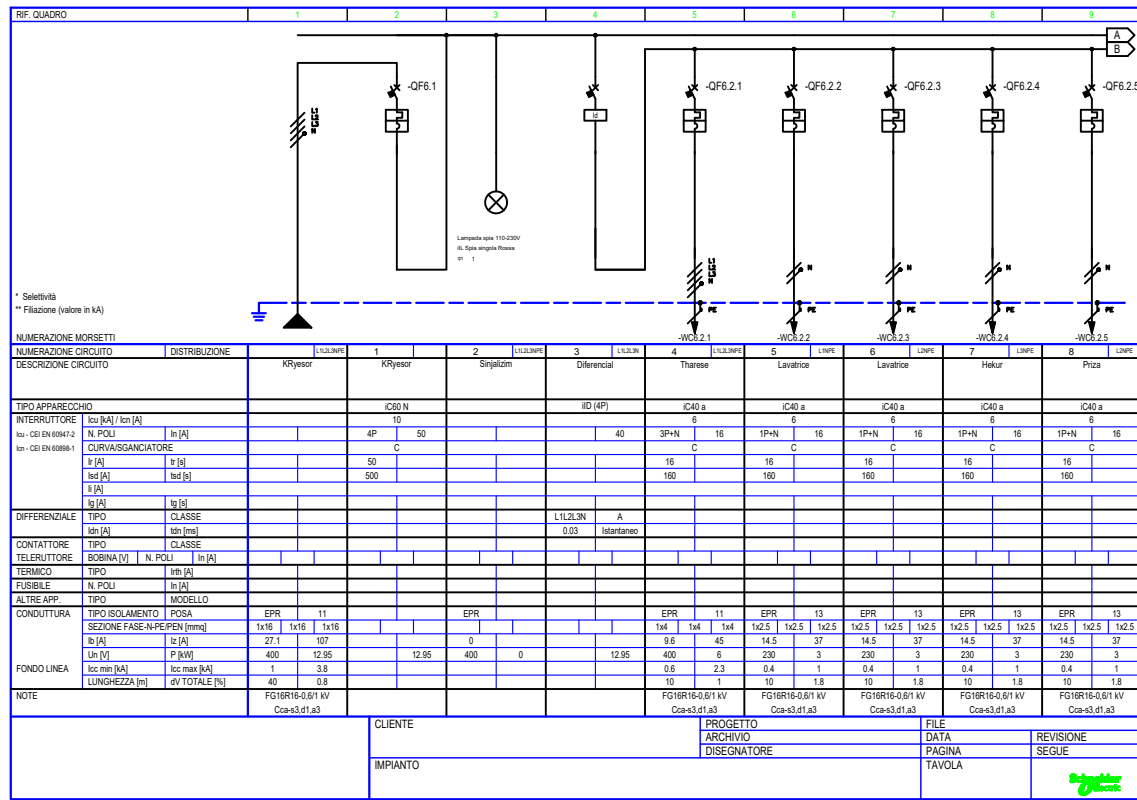 RIF. QUADRO 1 2 3 4 5 6 7 8 9
A
B
-QF6.1 -QF6.2.1 -QF6.2.2 -QF6.2.3 -QF6.2.4 -QF6.2.5
Id
Lampada spia 110-230V
iIL Spia singola Rossa
qn 1
N N N N
* Selettività
** Filiazione (valore in kA)
PE PE PE PE PE
NUMERAZIONE MORSETTI -WC6.2.1 -WC6.2.2 -WC6.2.3 -WC6.2.4 -WC6.2.5
NUMERAZIONE CIRCUITO DISTRIBUZIONE L1L2L3NPE 1 2 L1L2L3NPE 3 L1L2L3N 4 L1L2L3NPE 5 L1NPE 6 L2NPE 7 L3NPE 8 L2NPE
DESCRIZIONE CIRCUITO KRyesor KRyesor Sinjalizim Diferencial Tharese Lavatrice Lavatrice Hekur Priza
TIPO APPARECCHIO iC60 N iID (4P) iC40 a iC40 a iC40 a iC40 a iC40 a
INTERRUTTORE Icu [kA] / Icn [A] 10 6 6 6 6 6
Icu - CEI EN 60947-2 N. POLI In [A] 4P 50 40 3P+N 16 1P+N 16 1P+N 16 1P+N 16 1P+N 16
Icn - CEI EN 60898-1 CURVA/SGANCIATORE C C C C C C
Ir [A] tr [s] 50 16 16 16 16 16
Isd [A] tsd [s] 500 160 160 160 160 160
Ii [A]
Ig [A] tg [s]
DIFFERENZIALE TIPO CLASSE L1L2L3N A
Idn [A] tdn [ms] 0.03 Istantaneo
CONTATTORE TIPO CLASSE
TELERUTTORE BOBINA [V] N. POLI In [A]
TERMICO TIPO Irth [A]
FUSIBILE N. POLI In [A]
ALTRE APP. TIPO MODELLO
CONDUTTURA TIPO ISOLAMENTO POSA EPR 11 EPR EPR 11 EPR 13 EPR 13 EPR 13 EPR 13
SEZIONE FASE-N-PE/PEN [mmq] 1x16 1x16 1x16 1x4 1x4 1x4 1x2.5 1x2.5 1x2.5 1x2.5 1x2.5 1x2.5 1x2.5 1x2.5 1x2.5 1x2.5 1x2.5 1x2.5
Ib [A] Iz [A] 27.1 107 0 9.6 45 14.5 37 14.5 37 14.5 37 14.5 37
Un [V] P [kW] 400 12.95 12.95 400 0 12.95 400 6 230 3 230 3 230 3 230 3
FONDO LINEA Icc min [kA] Icc max [kA] 1 3.8 0.6 2.3 0.4 1 0.4 1 0.4 1 0.4 1
LUNGHEZZA [m] dV TOTALE [%] 40 0.8 10 1 10 1.8 10 1.8 10 1.8 10 1.8
NOTE FG16R16-0,6/1 kV FG16R16-0,6/1 kV FG16R16-0,6/1 kV FG16R16-0,6/1 kV FG16R16-0,6/1 kV FG16R16-0,6/1 kV
Cca-s3,d1,a3 Cca-s3,d1,a3 Cca-s3,d1,a3 Cca-s3,d1,a3 Cca-s3,d1,a3 Cca-s3,d1,a3
CLIENTE PROGETTO FILE
ARCHIVIO DATA REVISIONE
DISEGNATORE PAGINA SEGUE
IMPIANTO TAVOLA
Schneider
Electric